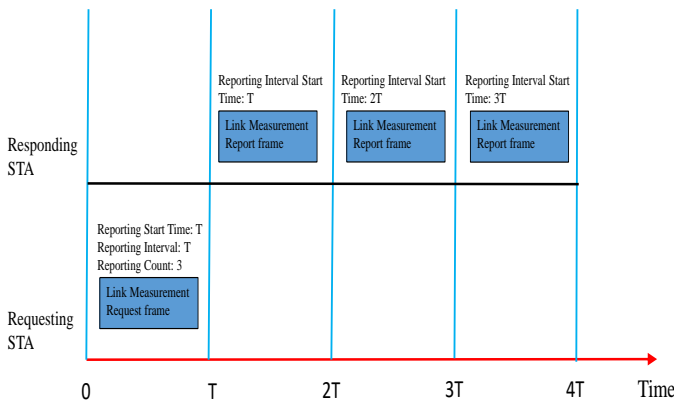 Reporting Interval Start
Time: T
Reporting Interval Start
Time: 2T
Reporting Interval Start
Time: 3T
Link Measurement
Report frame
Link Measurement
Report frame
Link Measurement
Report frame
Responding
STA
Reporting Start Time: T
Reporting Interval: T
Reporting Count: 3
Link Measurement
Request frame
Requesting
STA
0
T
2T
3T
4T
Time